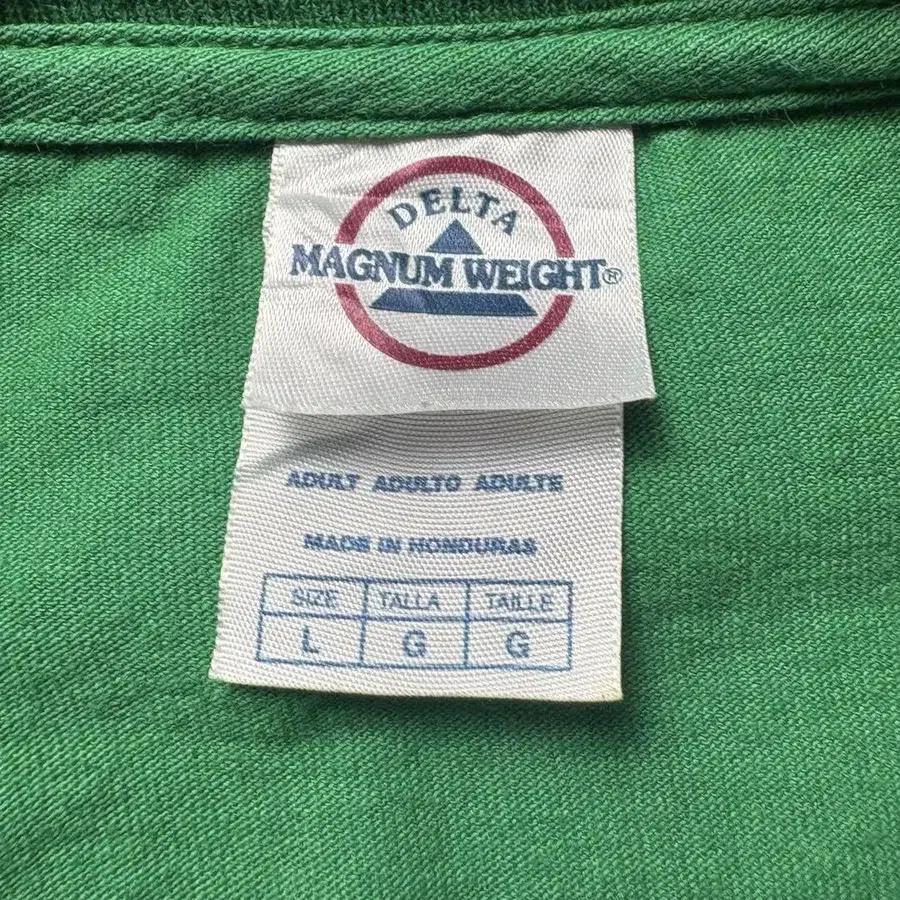 DELTA
MAGNUM WEIGHT®
ADULT ADULTO ADULTE
MADE IN HONDURAS
SIZE TALLA TAILLE
L G G